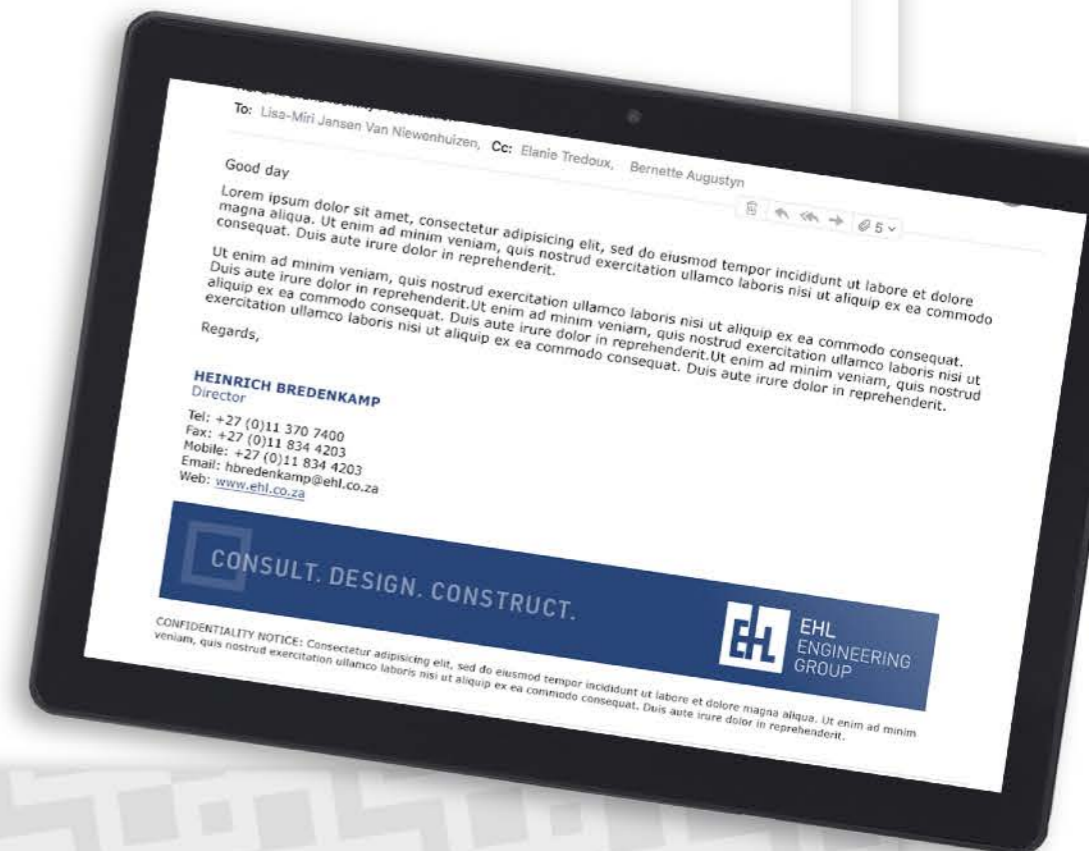 To: Lisa-Miri Jansen Van Niewenhuizen, Cc: Elanie Tredoux, Bernette Augustyn
5
Good day
Lorem ipsum dolor sit amet, consectetur adipisicing elit, sed do eiusmod tempor incididunt ut labore et dolore
magna aliqua. Ut enim ad minim veniam, quis nostrud exercitation ullamco laboris nisi ut aliquip ex ea commodo
consequat. Duis aute irure dolor in reprehenderit.
Ut enim ad minim veniam, quis nostrud exercitation ullamco laboris nisi ut aliquip ex ea commodo consequat.
Duis aute irure dolor in reprehenderit.Ut enim ad minim veniam, quis nostrud exercitation ullamco laboris nisi ut
aliquip ex ea commodo consequat. Duis aute irure dolor in reprehenderit.Ut enim ad minim veniam, quis nostrud
exercitation ullamco laboris nisi ut aliquip ex ea commodo consequat. Duis aute irure dolor in reprehenderit.
Regards,
HEINRICH BREDENKAMP
Director
Tel: +27 (0)11 370 7400
Fax: +27 (0)11 834 4203
Mobile: +27 (0)11 834 4203
Email: hbredenkamp@ehl.co.za
Web: www.ehl.co.za
CONSULT. DESIGN. CONSTRUCT.
EHL
EHL
ENGINEERING
GROUP
CONFIDENTIALITY NOTICE: Consectetur adipisicing elit, sed do eiusmod tempor incididunt ut labore et dolore magna aliqua. Ut enim ad minim
veniam, quis nostrud exercitation ullamco laboris nisi ut aliquip ex ea commodo consequat. Duis aute irure dolor in reprehenderit.